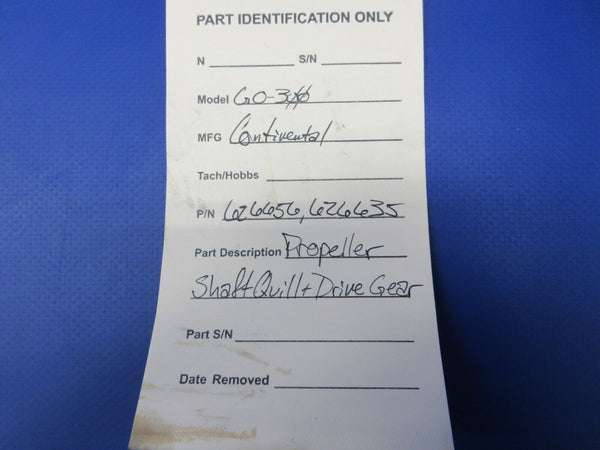 PART IDENTIFICATION ONLY
N S/N
Model GO-300
MFG Continental
Tach/Hobbs
P/N 626656, 626635
Part Description Propeller
Shaft Quill + Drive Gear
Part S/N
Date Removed